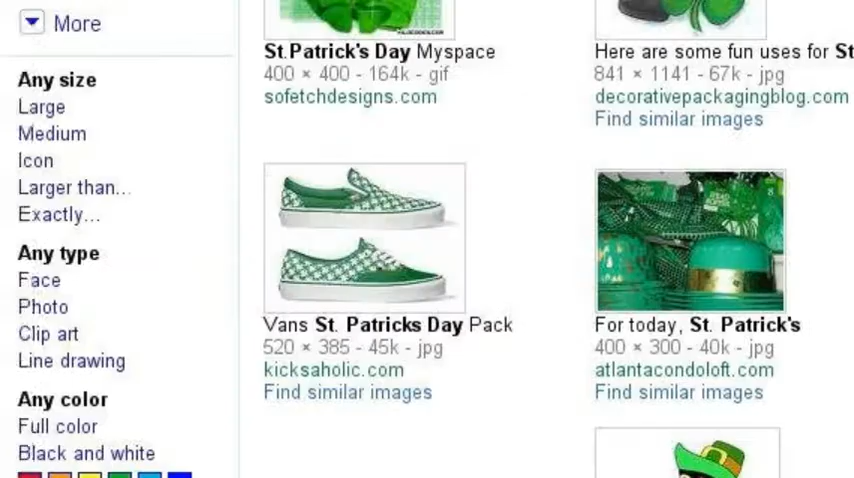 More
Any size
Large
Medium
Icon
Larger than...
Exactly...
Any type
Face
Photo
Clip art
Line drawing
Any color
Full color
Black and white
St.Patrick's Day Myspace
400 × 400 - 164k - gif
sofetchdesigns.com
Here are some fun uses for St
841 × 1141 - 67k - jpg
decorativepackagingblog.com
Find similar images
Vans St. Patricks Day Pack
520 × 385 - 45k - jpg
kicksaholic.com
Find similar images
For today, St. Patrick's
400 × 300 - 40k - jpg
atlantacondoloft.com
Find similar images